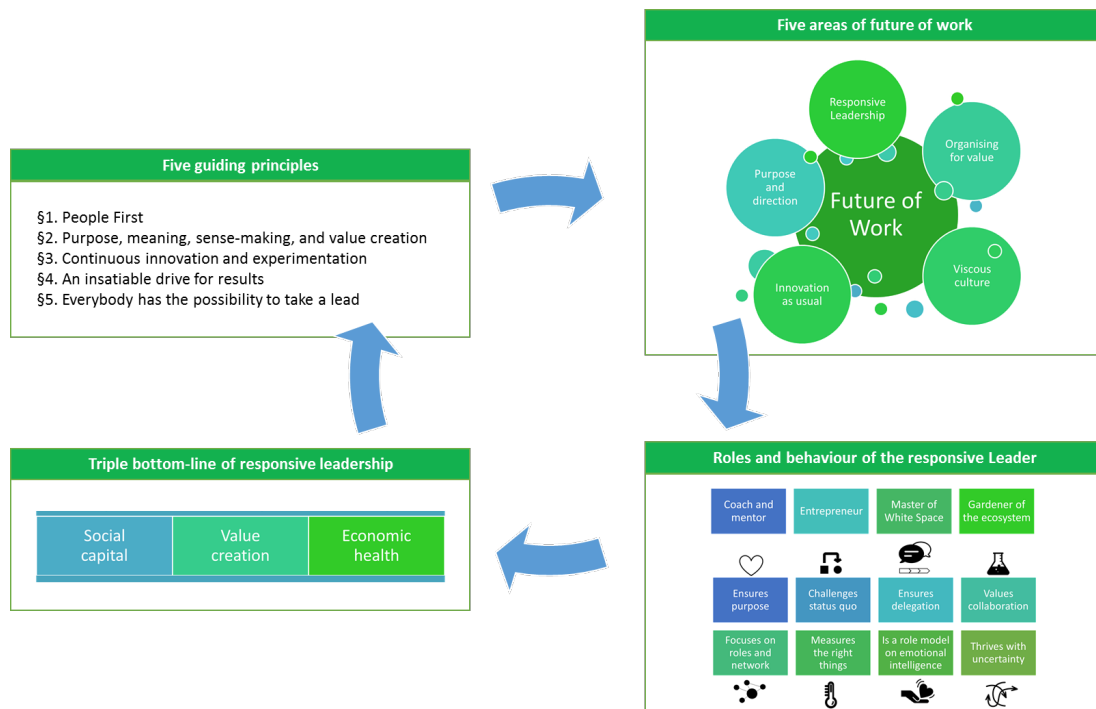 Five guiding principles
§1. People First
§2. Purpose, meaning, sense-making, and value creation
§3. Continuous innovation and experimentation
§4. An insatiable drive for results
§5. Everybody has the possibility to take a lead
Five areas of future of work
Responsive
Leadership
Organising
for value
Purpose
and
direction
Future of
Work
Viscous
culture
Innovation
as usual
Roles and behaviour of the responsive Leader
Coach and
mentor
Entrepreneur
Master of
White Space
Gardener of
the ecosystem
Ensures
purpose
Challenges
status quo
Ensures
delegation
Values
collaboration
Focuses on
roles and
network
Measures
the right
things
Is a role model
on emotional
intelligence
Thrives with
uncertainty
Triple bottom-line of responsive leadership
Social
capital
Value
creation
Economic
health